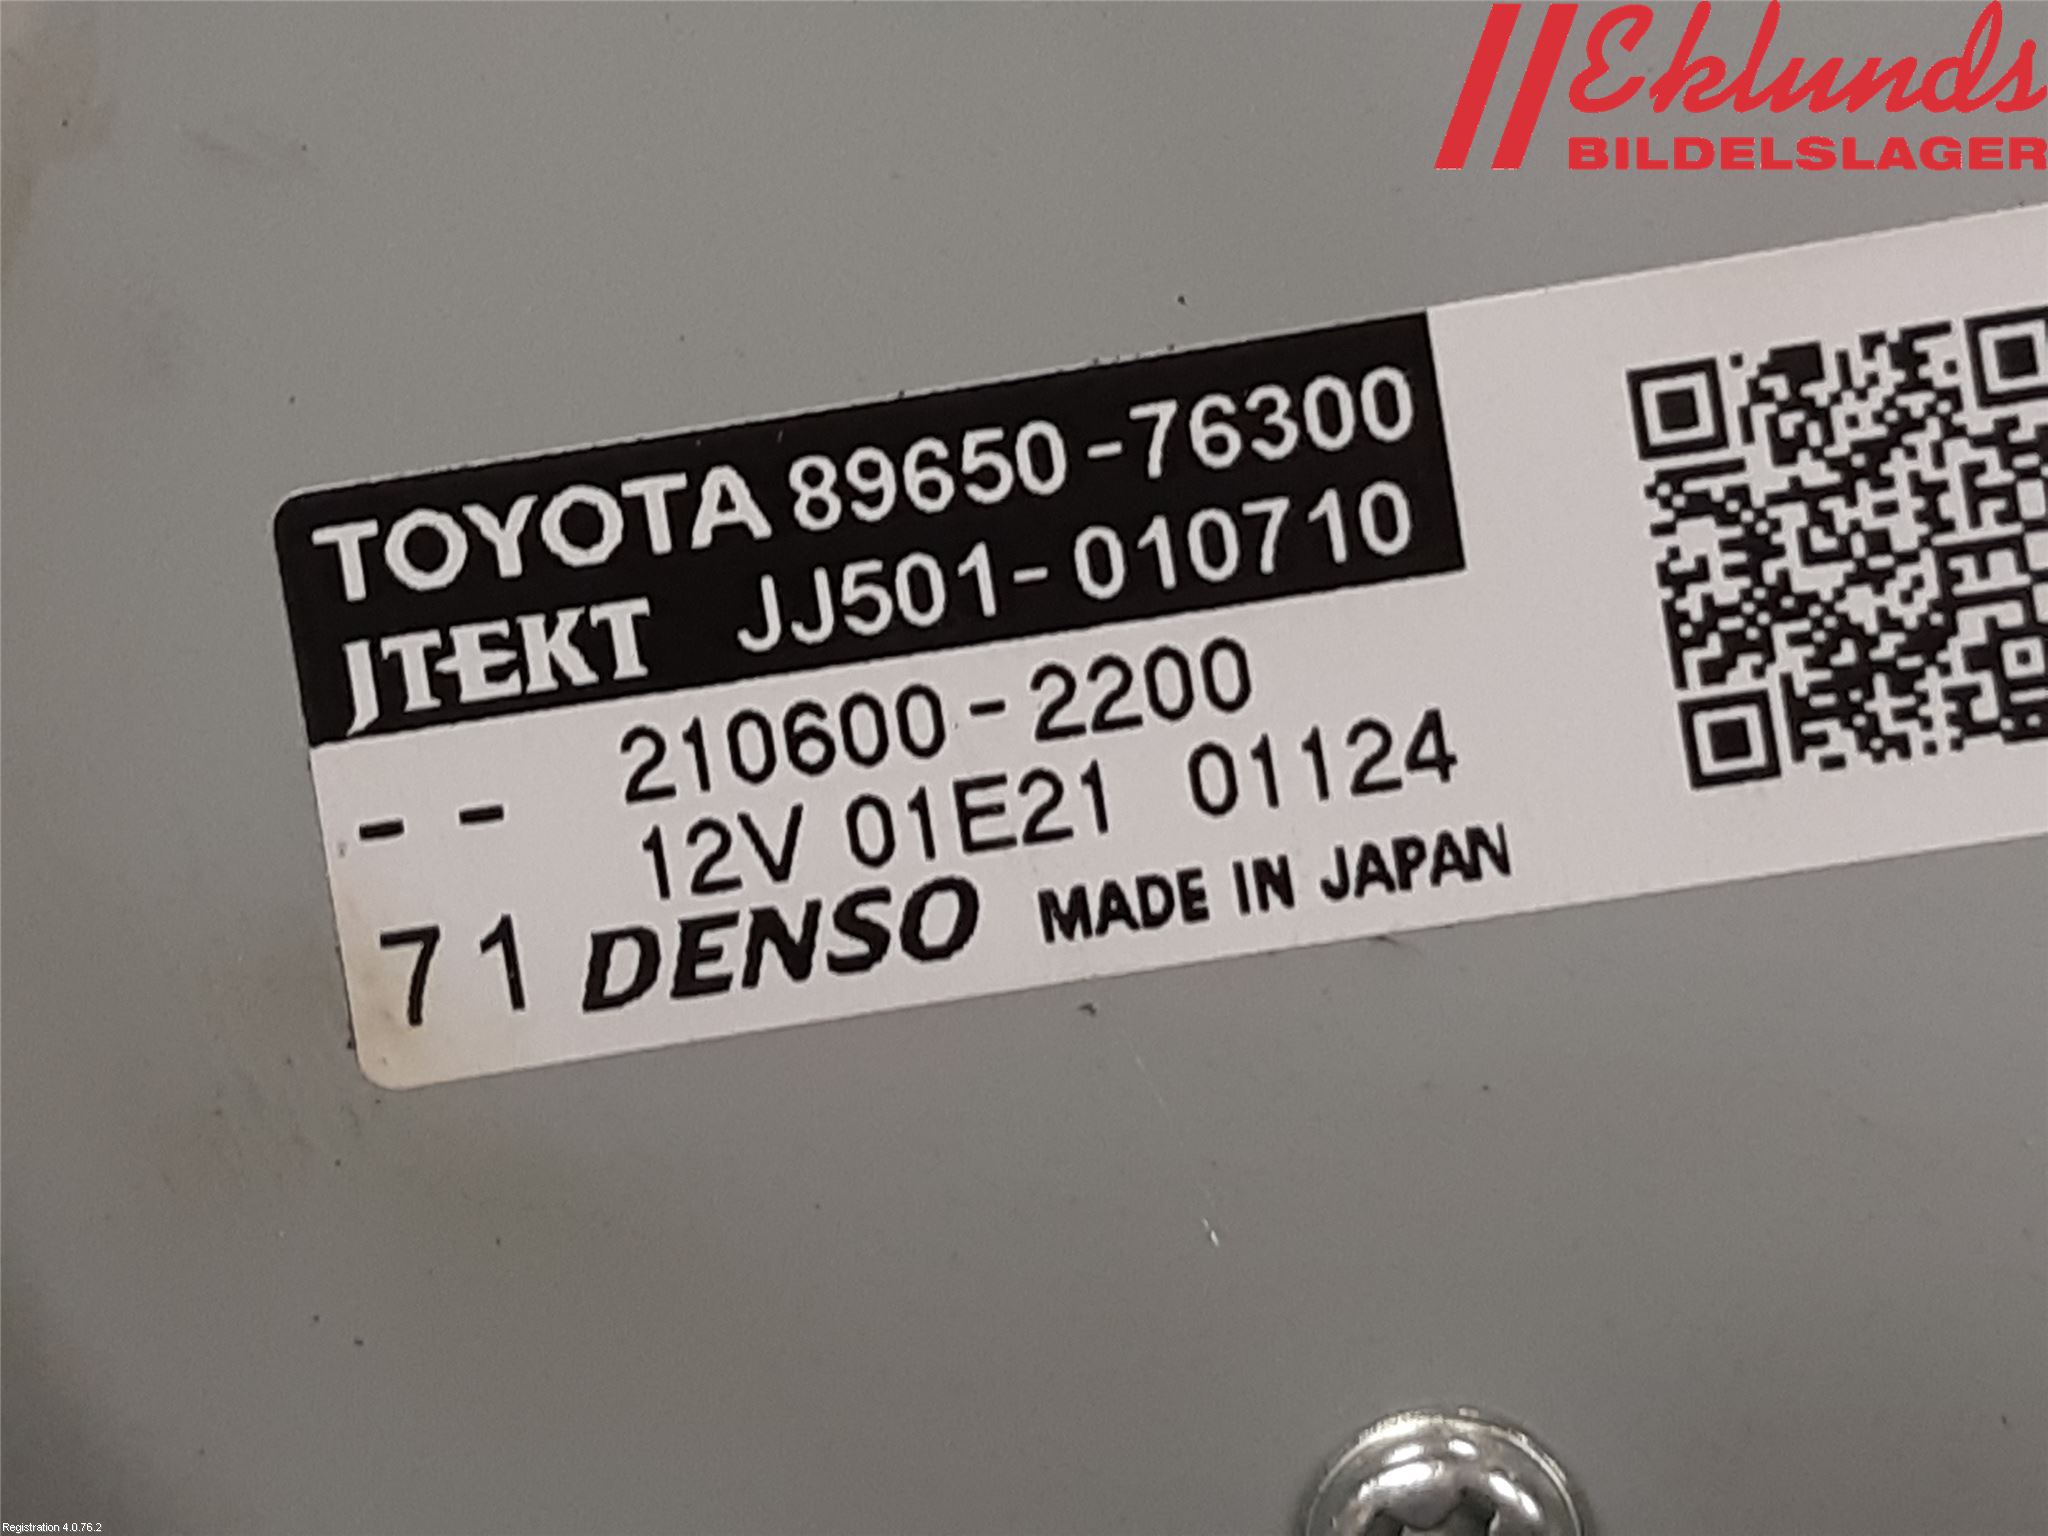 Eklunds
BILDELSLAGER
TOYOTA 89650-76300
JTEKT JJ501-010710
210600-2200
-- 12V 01E21 01124
71 DENSO MADE IN JAPAN
Registration 4.0.76.2